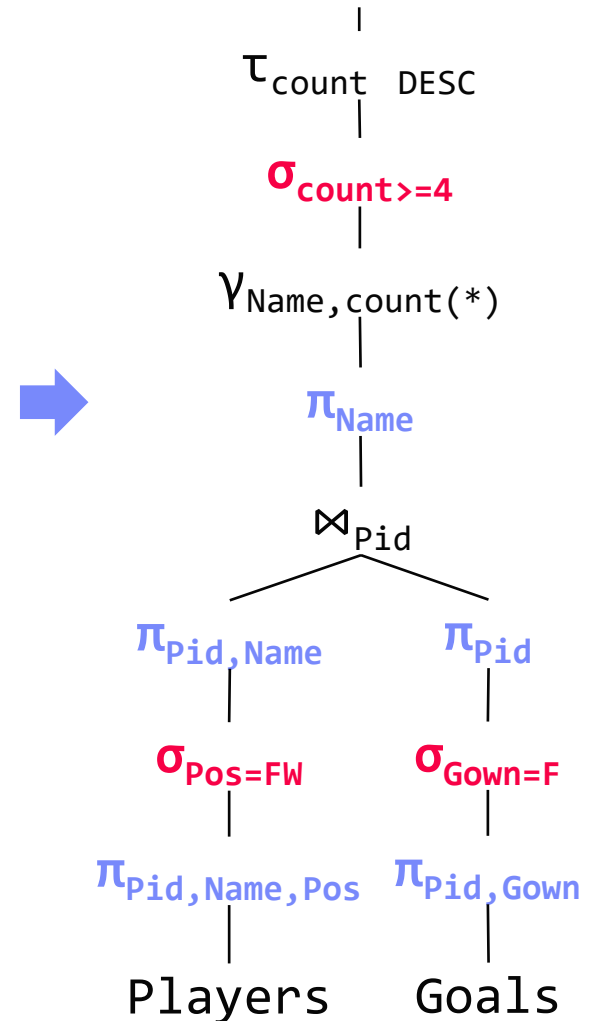 τcount DESC
σcount>=4
γName,count(*)
πName
⋈Pid
πPid,Name πPid
σPos=FW σGown=F
πPid,Name,Pos πPid,Gown
Players Goals